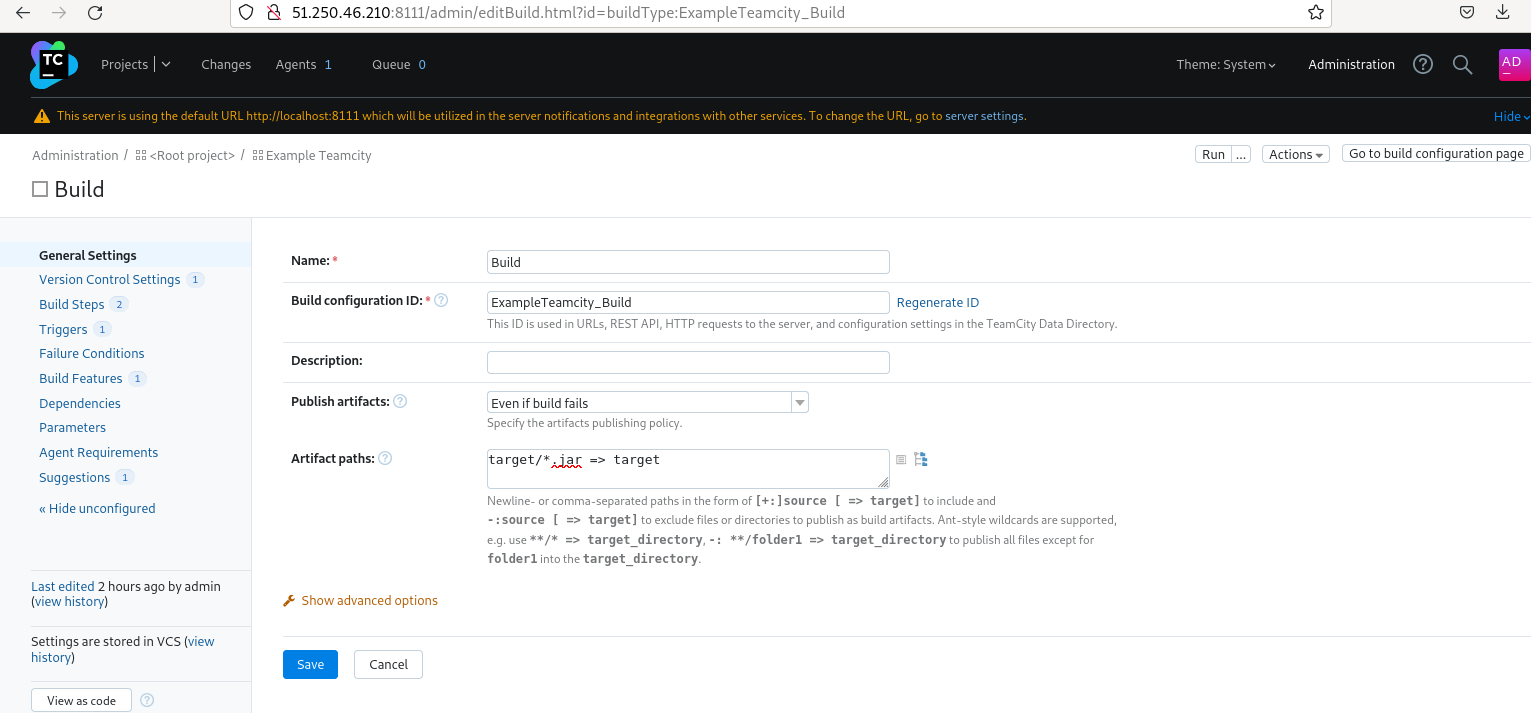 51.250.46.210:8111/admin/editBuild.html?id=buildType:ExampleTeamcity_Build
TC Projects Changes Agents 1 Queue 0 Theme: System Administration AD
This server is using the default URL http://localhost:8111 which will be utilized in the server notifications and integrations with other services. To change the URL, go to server settings. Hide
Administration / <Root project> / Example Teamcity Run ... Actions Go to build configuration page
Build
General Settings
Version Control Settings 1
Build Steps 2
Triggers 1
Failure Conditions
Build Features 1
Dependencies
Parameters
Agent Requirements
Suggestions 1
« Hide unconfigured
Last edited 2 hours ago by admin
(view history)
Settings are stored in VCS (view
history)
View as code ?
Name: * Build
Build configuration ID: * ? ExampleTeamcity_Build Regenerate ID
This ID is used in URLs, REST API, HTTP requests to the server, and configuration settings in the TeamCity Data Directory.
Description:
Publish artifacts: ? Even if build fails
Specify the artifacts publishing policy.
Artifact paths: ? target/*.jar => target
Newline- or comma-separated paths in the form of [+:]source [ => target] to include and
-:source [ => target] to exclude files or directories to publish as build artifacts. Ant-style wildcards are supported,
e.g. use **/* => target_directory, -: **/folder1 => target_directory to publish all files except for
folder1 into the target_directory.
Show advanced options
Save Cancel